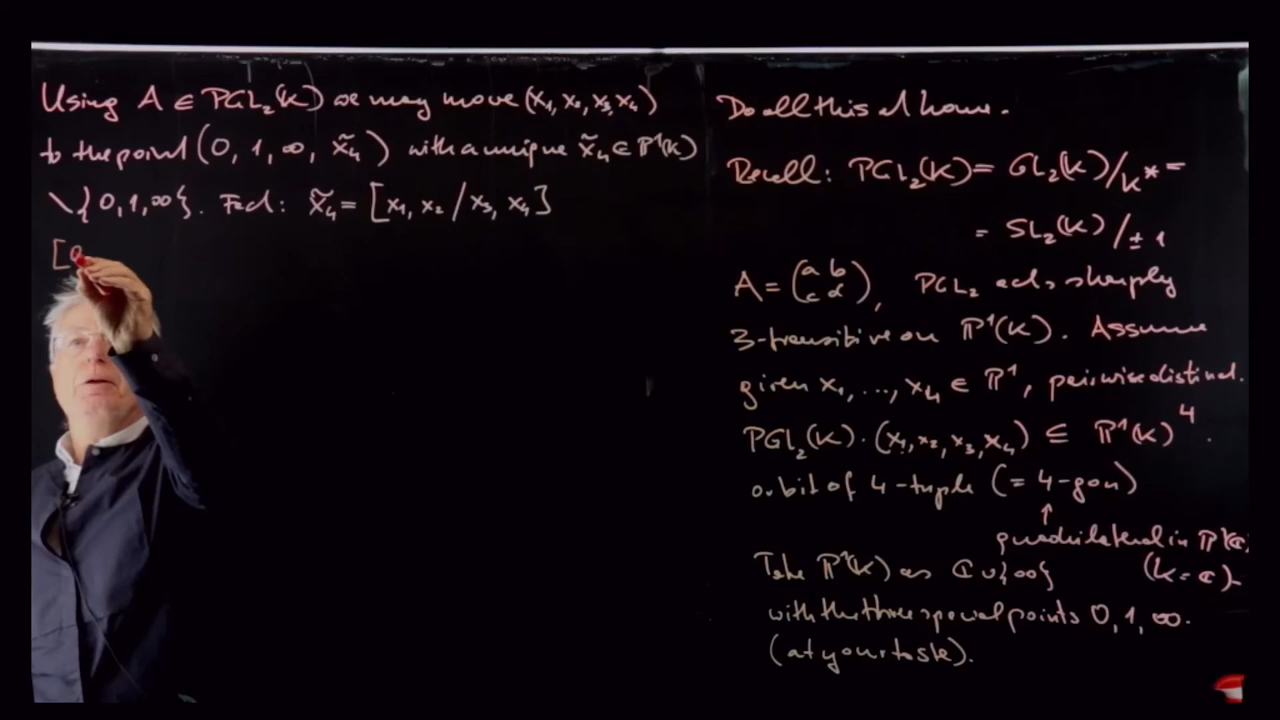 Using A ∈ PGL₂(K) we may move (x₁, x₂, x₃, x₄)
to the point (0, 1, ∞, x̃₄) with a unique x̃₄ ∈ ℙ¹(K)
\{0,1,∞}. Fact: x̃₄ = [x₁, x₂ / x₃, x₄]
[0
Do all this at home.
Recall: PGL₂(K) = GL₂(K)/K* =
= SL₂(K)/±1
A = (a b
c d), PGL₂ acts sharply
3-transitive on ℙ¹(K). Assume
given x₁, ..., x₄ ∈ ℙ¹, pairwise distinct.
PGL₂(K)·(x₁, x₂, x₃, x₄) ⊆ ℙ¹(K)⁴.
orbit of 4-tuple (= 4-gon)
↑
quadrilateral in ℙ¹(ℂ)
Take ℙ¹(K) as ℂ∪{∞} (K = ℂ)
with the three special points 0, 1, ∞.
(at your taste).